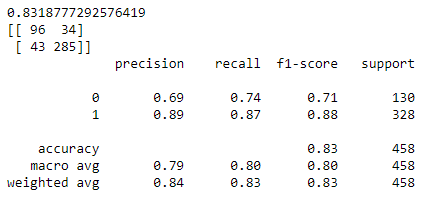 0.8318777292576419
[[ 96  34]
 [ 43 285]]
              precision    recall  f1-score   support

           0       0.69      0.74      0.71       130
           1       0.89      0.87      0.88       328

    accuracy                           0.83       458
   macro avg       0.79      0.80      0.80       458
weighted avg       0.84      0.83      0.83       458